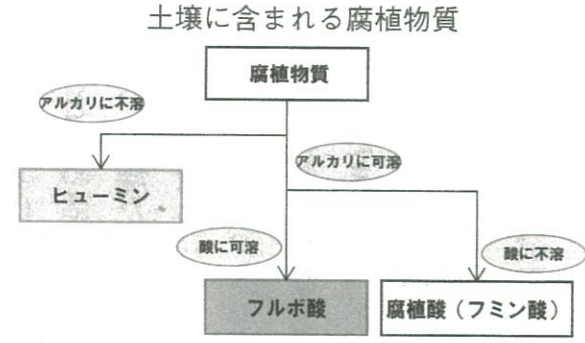 土壌に含まれる腐植物質
腐植物質
アルカリに不溶
アルカリに可溶
ヒューミン
酸に可溶
酸に不溶
フルボ酸
腐植酸（フミン酸）